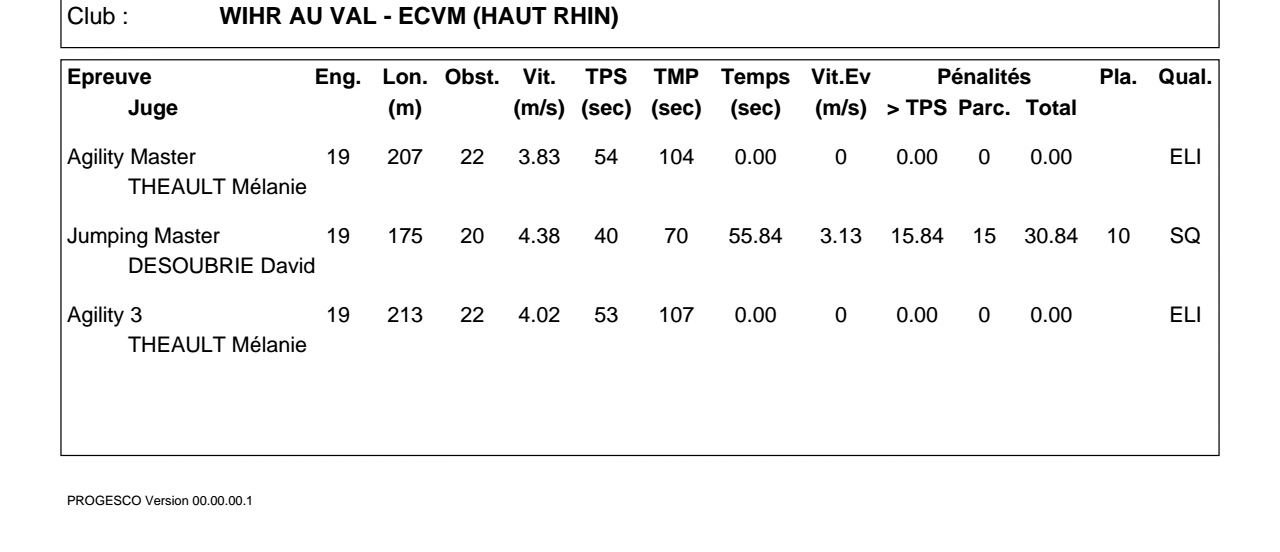 Club : WIHR AU VAL - ECVM (HAUT RHIN)
Epreuve Eng. Lon. Obst. Vit. TPS TMP Temps Vit.Ev Pénalités Pla. Qual.
Juge (m) (m/s) (sec) (sec) (sec) (m/s) > TPS Parc. Total
Agility Master 19 207 22 3.83 54 104 0.00 0 0.00 0 0.00 ELI
THEAULT Mélanie
Jumping Master 19 175 20 4.38 40 70 55.84 3.13 15.84 15 30.84 10 SQ
DESOUBRIE David
Agility 3 19 213 22 4.02 53 107 0.00 0 0.00 0 0.00 ELI
THEAULT Mélanie
PROGESCO Version 00.00.00.1